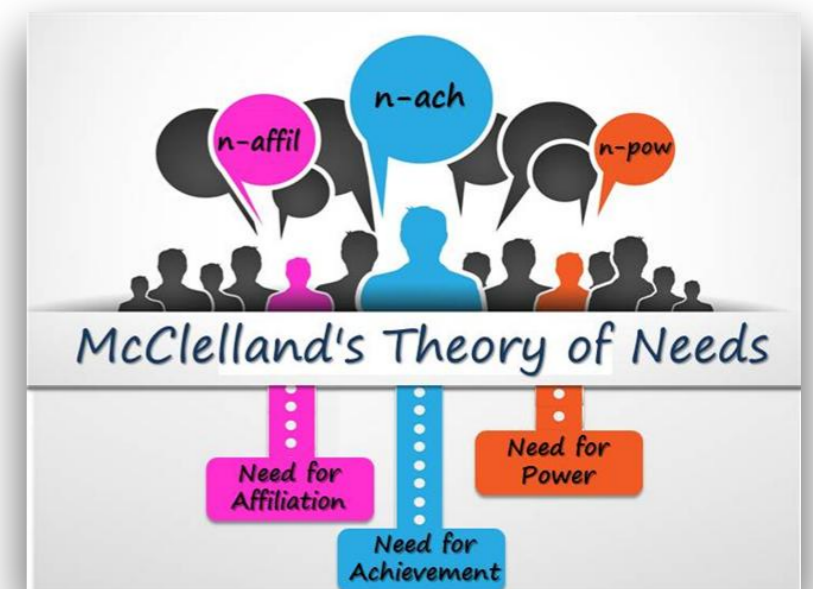 n-ach
n-affil
n-pow
McClelland's Theory of Needs
Need for
Power
Need for
Affiliation
Need for
Achievement